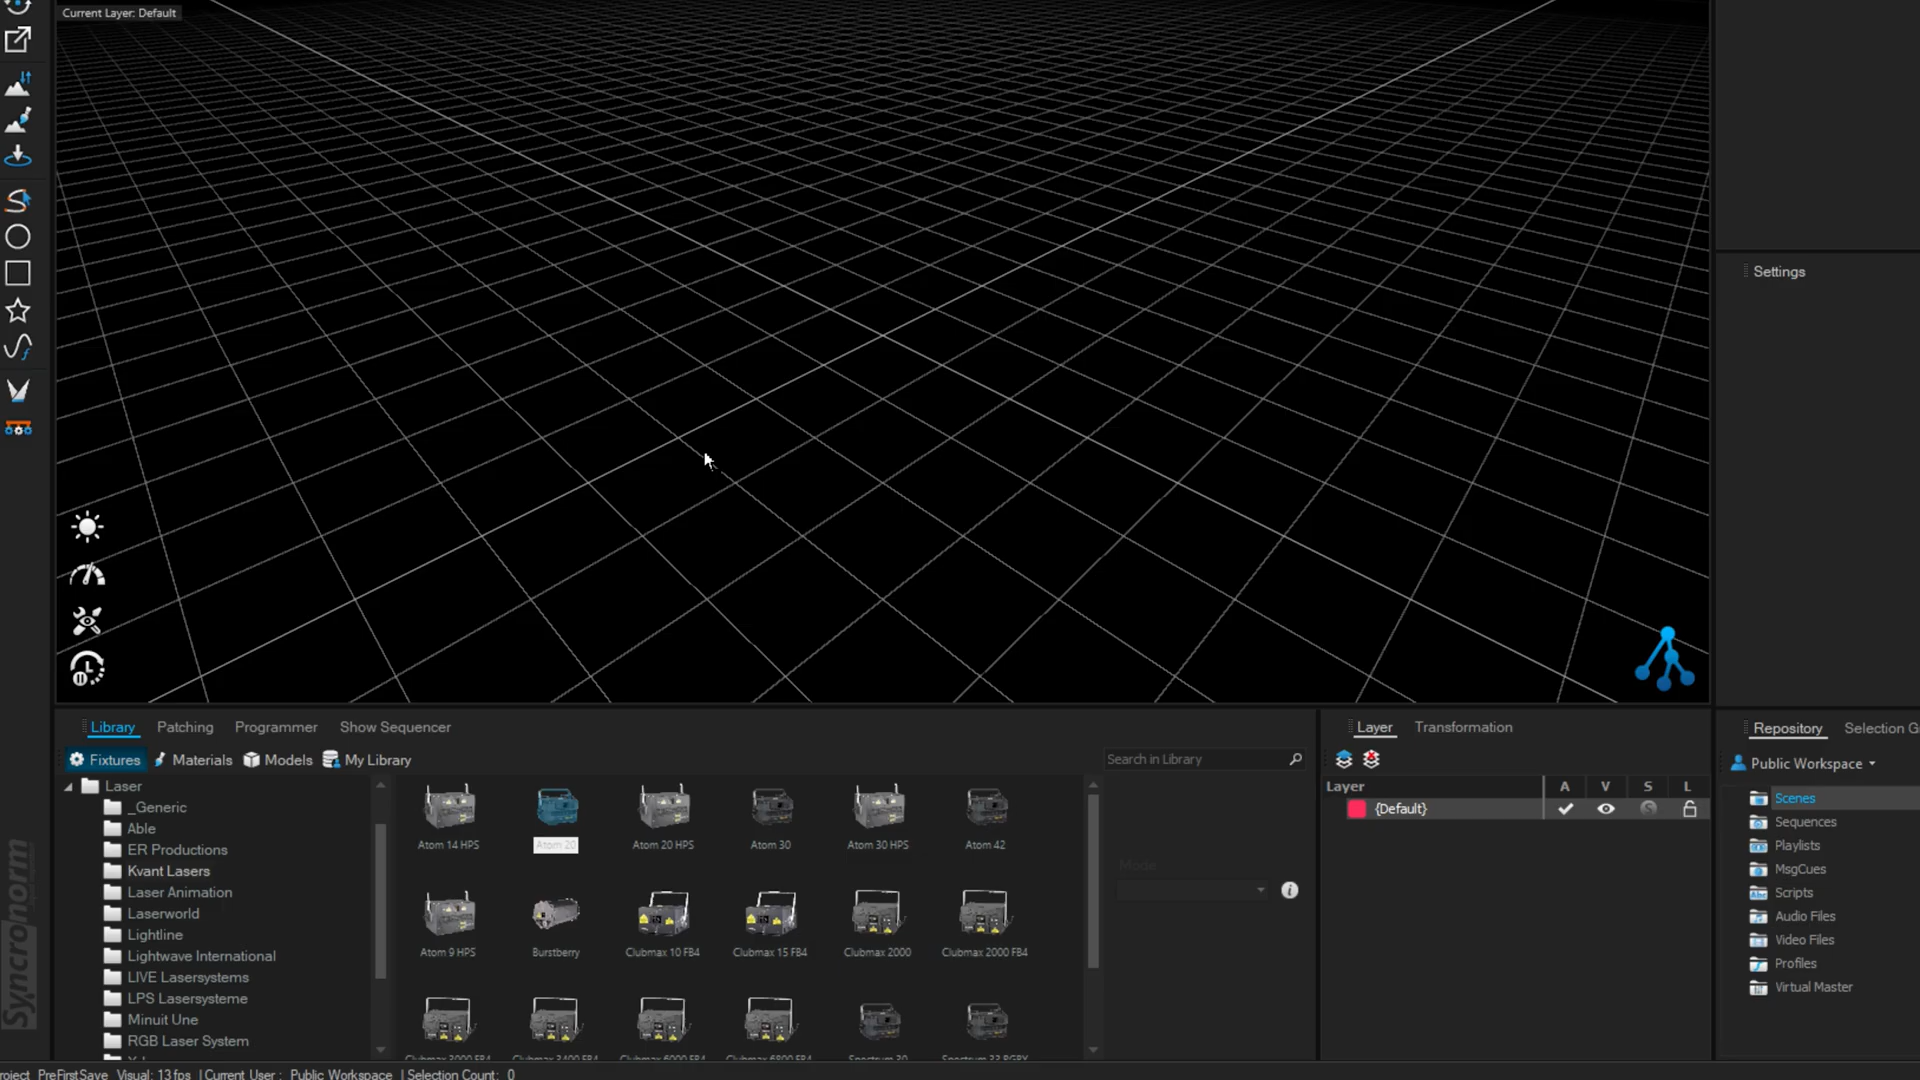 Current Layer: Default
Settings
Library
Patching
Programmer
Show Sequencer
Layer
Transformation
Repository
Selection G
Fixtures
Materials
Models
My Library
Search in Library
Public Workspace
Laser
_Generic
Able
ER Productions
Kvant Lasers
Laser Animation
Laserworld
Lightline
Lightwave International
LIVE Lasersystems
LPS Lasersysteme
Minuit Une
RGB Laser System
Atom 14 HPS
Atom 20
Atom 20 HPS
Atom 30
Atom 30 HPS
Atom 42
Atom 9 HPS
Burstberry
Clubmax 10 FB4
Clubmax 15 FB4
Clubmax 2000
Clubmax 2000 FB4
Clubmax 3000 FB4
Clubmax 3400 FB4
Clubmax 6000 FB4
Clubmax 6800 FB4
Spectrum 30
Spectrum 33 RGBY
Mode
Layer A V S L
{Default}
Scenes
Sequences
Playlists
MsgCues
Scripts
Audio Files
Video Files
Profiles
Virtual Master
Syncronorm
roject PreFirstSave Visual: 13 fps | Current User : Public Workspace | Selection Count: 0